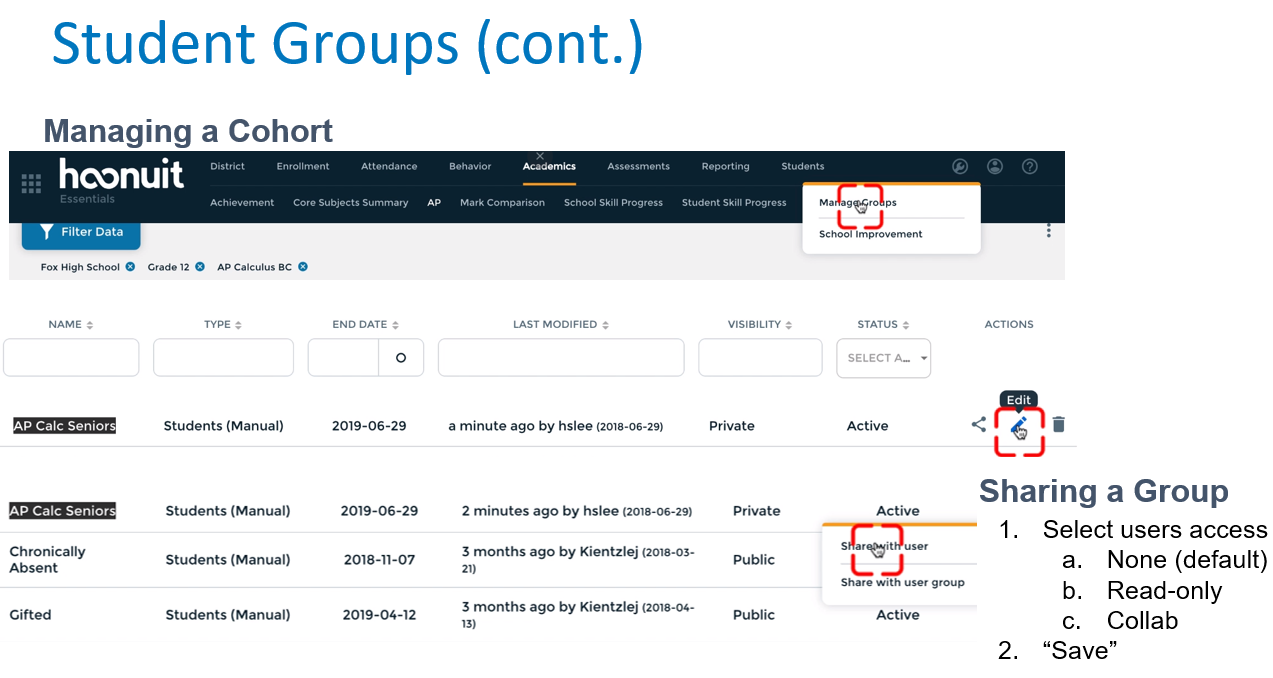 Student Groups (cont.)
Managing a Cohort
hoonuit
Essentials
District Enrollment Attendance Behavior Academics Assessments Reporting Students
Achievement Core Subjects Summary AP Mark Comparison School Skill Progress Student Skill Progress
Manage Groups
School Improvement
Filter Data
Fox High School Grade 12 AP Calculus BC
NAME TYPE END DATE LAST MODIFIED VISIBILITY STATUS ACTIONS
SELECT A...
Edit
AP Calc Seniors Students (Manual) 2019-06-29 a minute ago by hslee (2018-06-29) Private Active
AP Calc Seniors Students (Manual) 2019-06-29 2 minutes ago by hslee (2018-06-29) Private Active
Chronically
Absent Students (Manual) 2018-11-07 3 months ago by Kientzlej (2018-03-
21) Public
Share with user
Share with user group
Gifted Students (Manual) 2019-04-12 3 months ago by Kientzlej (2018-04-
13) Public Active
Sharing a Group
1. Select users access
a. None (default)
b. Read-only
c. Collab
2. “Save”